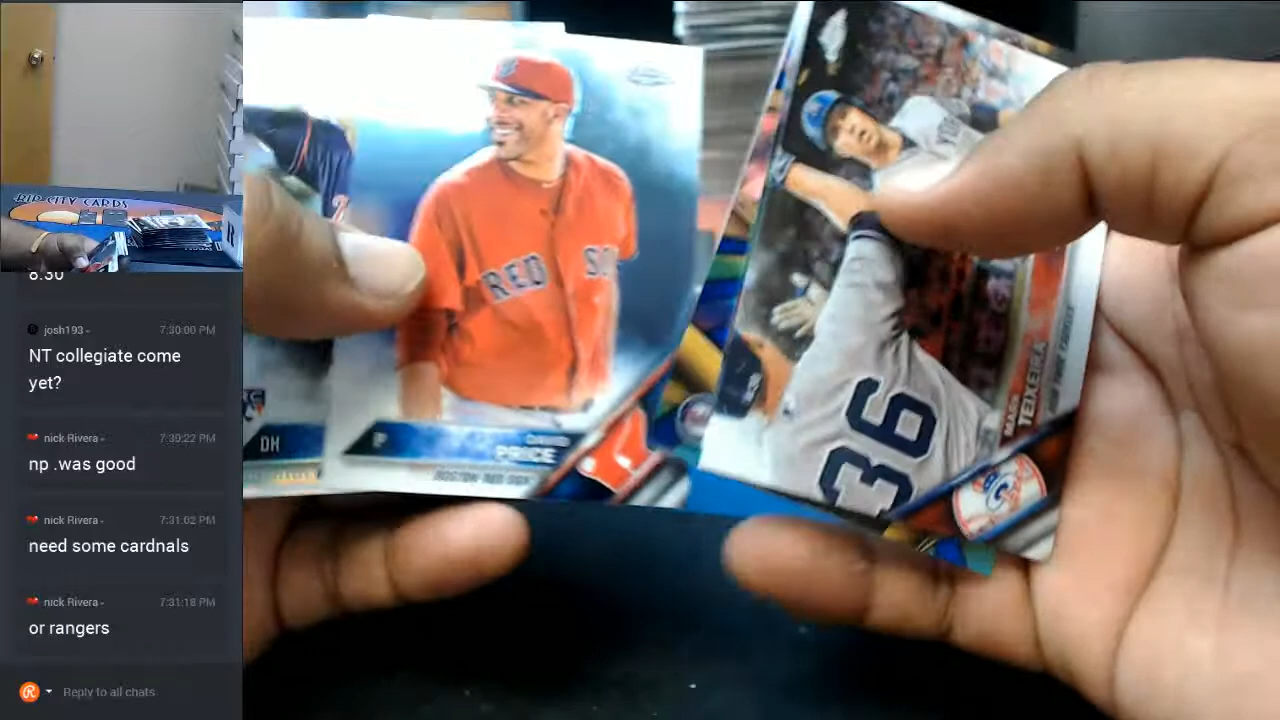 RIP CITY CARDS
R
8:30
josh193
7:30:00 PM
NT collegiate come
yet?
nick Rivera
7:30:22 PM
np .was good
nick Rivera
7:31:02 PM
need some cardnals
nick Rivera
7:31:18 PM
or rangers
Reply to all chats
RED SO
DH
P
DAVID
PRICE
BOSTON RED SOX
36
MARK
TEIXEIRA
NEW YORK YANKEES